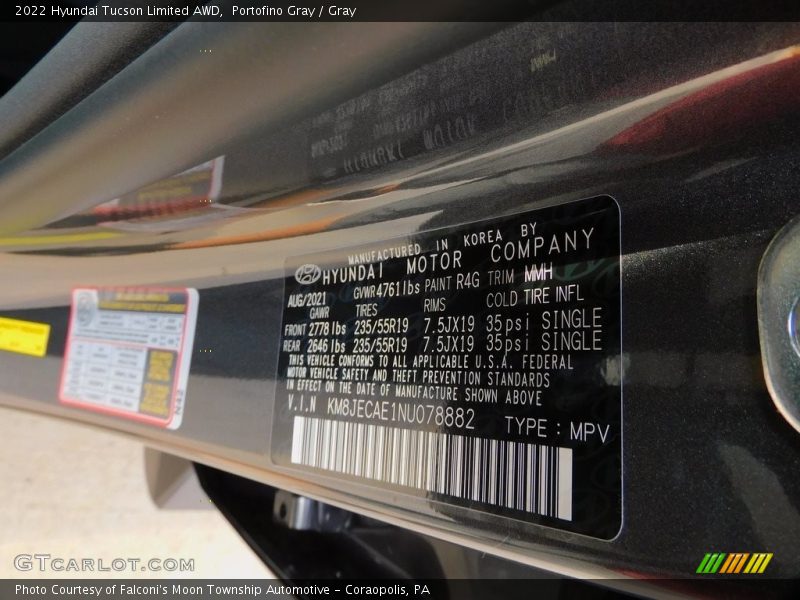 2022 Hyundai Tucson Limited AWD, Portofino Gray / Gray
MANUFACTURED IN KOREA BY
HYUNDAI MOTOR COMPANY
AUG/2021 GVWR4761lbs PAINT R4G TRIM MMH
GAWR TIRES RIMS COLD TIRE INFL
FRONT 2778 lbs 235/55R19 7.5JX19 35psi SINGLE
REAR 2646 lbs 235/55R19 7.5JX19 35psi SINGLE
THIS VEHICLE CONFORMS TO ALL APPLICABLE U.S.A. FEDERAL
MOTOR VEHICLE SAFETY AND THEFT PREVENTION STANDARDS
IN EFFECT ON THE DATE OF MANUFACTURE SHOWN ABOVE
V.I.N KM8JECAE1NU078882 TYPE : MPV
N43
GTCARLOT.COM
Photo Courtesy of Falconi's Moon Township Automotive - Coraopolis, PA